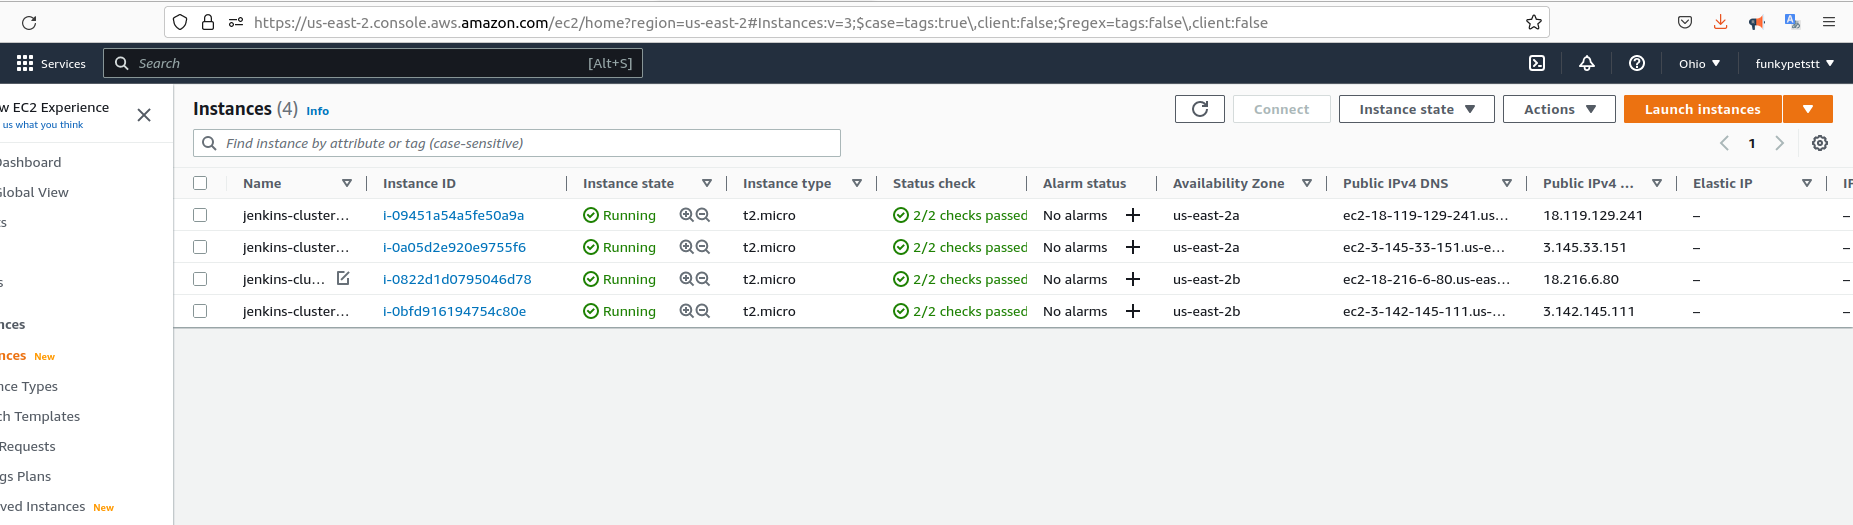 https://us-east-2.console.aws.amazon.com/ec2/home?region=us-east-2#Instances:v=3;$case=tags:true\,client:false;$regex=tags:false\,client:false
Services Search [Alt+S] Ohio funkypetstt
w EC2 Experience
us what you think
Dashboard
Global View
ts
s
nces
nces New
nce Types
ch Templates
Requests
gs Plans
ved Instances New
Instances (4) Info
Connect Instance state Actions Launch instances
Find instance by attribute or tag (case-sensitive)
1
Name Instance ID Instance state Instance type Status check Alarm status Availability Zone Public IPv4 DNS Public IPv4 ... Elastic IP IP
jenkins-cluster... i-09451a54a5fe50a9a Running t2.micro 2/2 checks passed No alarms + us-east-2a ec2-18-119-129-241.us... 18.119.129.241 – –
jenkins-cluster... i-0a05d2e920e9755f6 Running t2.micro 2/2 checks passed No alarms + us-east-2a ec2-3-145-33-151.us-e... 3.145.33.151 – –
jenkins-clu... i-0822d1d0795046d78 Running t2.micro 2/2 checks passed No alarms + us-east-2b ec2-18-216-6-80.us-eas... 18.216.6.80 – –
jenkins-cluster... i-0bfd916194754c80e Running t2.micro 2/2 checks passed No alarms + us-east-2b ec2-3-142-145-111.us-... 3.142.145.111 – –